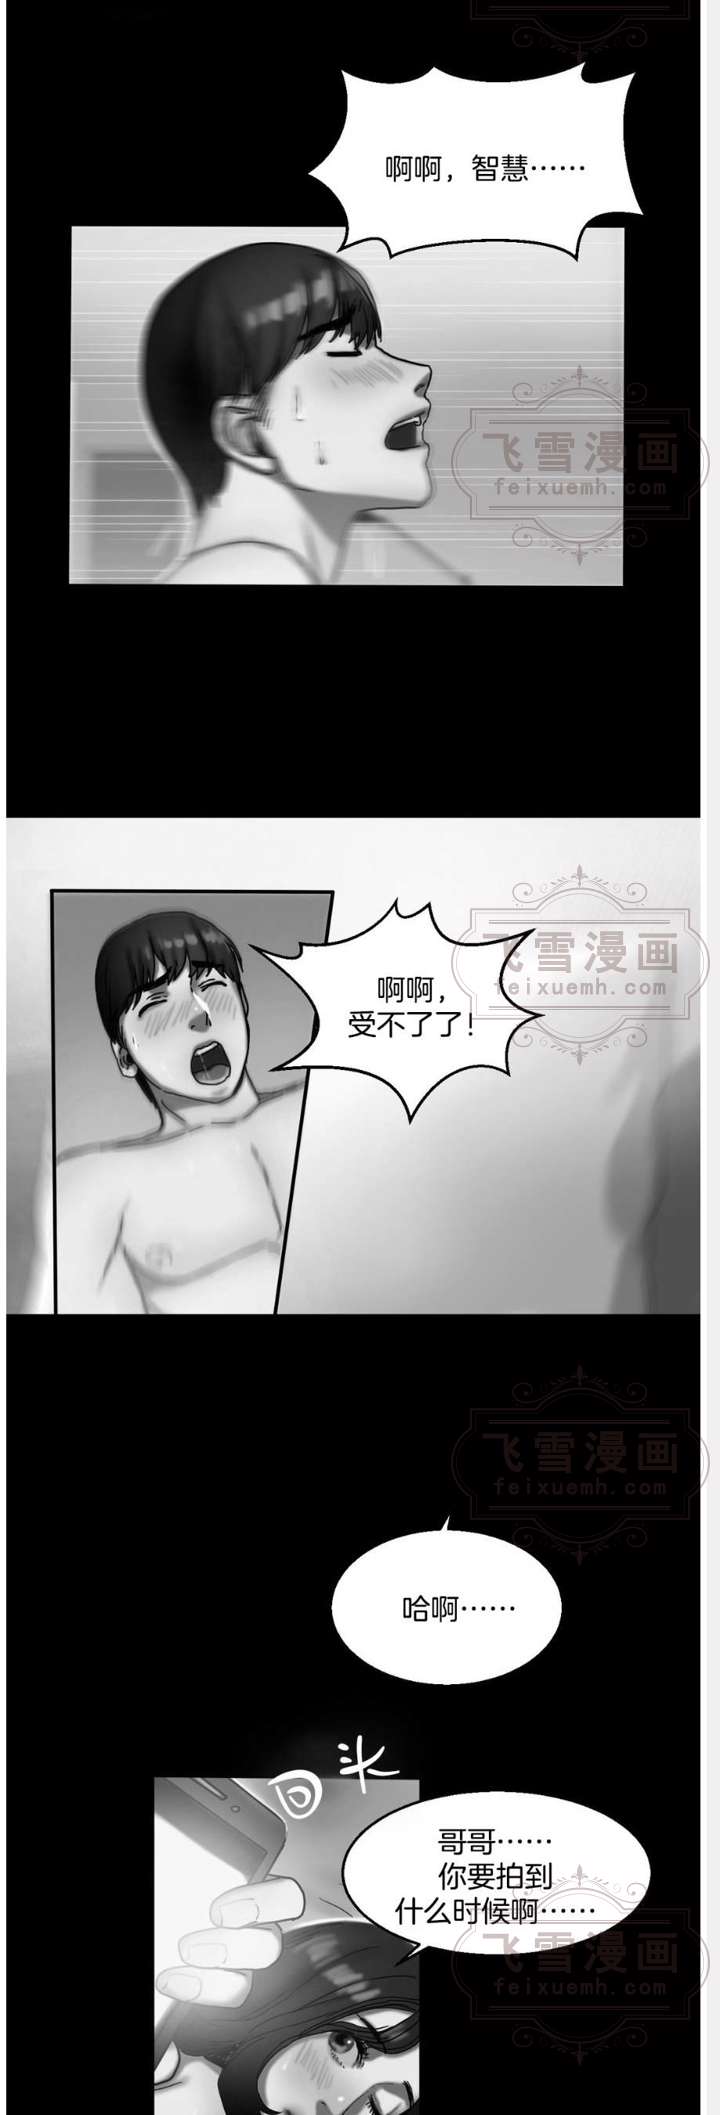 啊啊，智慧……
飞雪漫画
feixuemh.com
飞雪漫画
feixuemh.com
啊啊，
受不了了！
飞雪漫画
feixuemh.com
哈啊……
回头
哥哥……
你要拍到
什么时候啊……
飞雪漫画
feixuemh.com